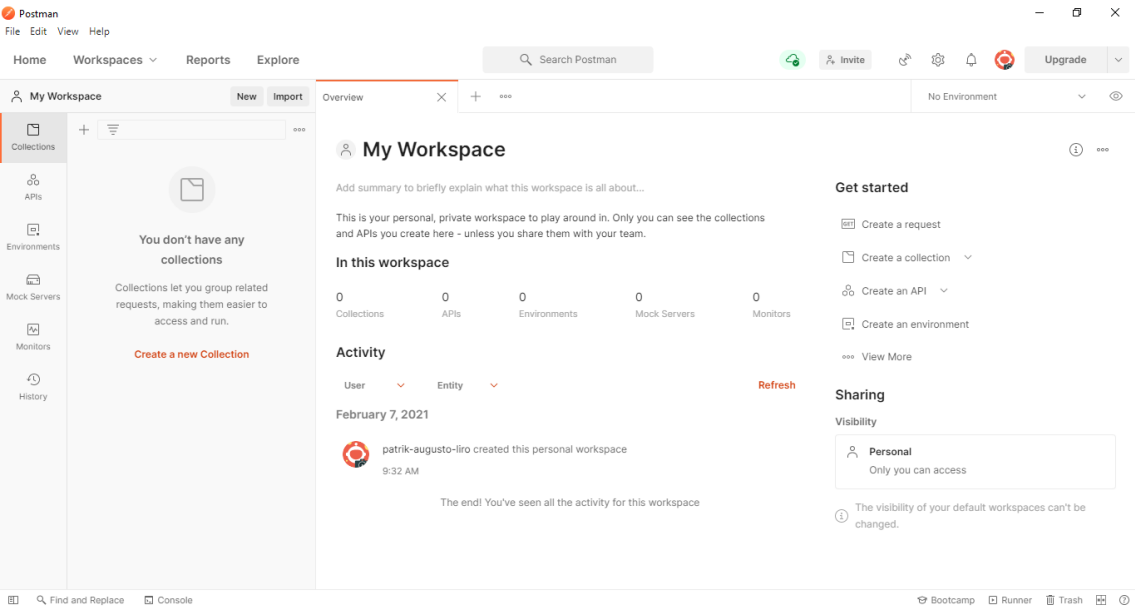 Postman
File Edit View Help
Home Workspaces Reports Explore Search Postman Invite Upgrade
My Workspace New Import Overview No Environment
Collections
APIs
Environments
Mock Servers
Monitors
History
You don't have any
collections
Collections let you group related
requests, making them easier to
access and run.
Create a new Collection
My Workspace
Add summary to briefly explain what this workspace is all about...
This is your personal, private workspace to play around in. Only you can see the collections
and APIs you create here - unless you share them with your team.
In this workspace
0 0 0 0 0
Collections APIs Environments Mock Servers Monitors
Activity
User Entity Refresh
February 7, 2021
patrik-augusto-liro created this personal workspace
9:32 AM
The end! You've seen all the activity for this workspace
Get started
GET Create a request
Create a collection
Create an API
Create an environment
View More
Sharing
Visibility
Personal
Only you can access
The visibility of your default workspaces can't be
changed.
Find and Replace Console Bootcamp Runner Trash